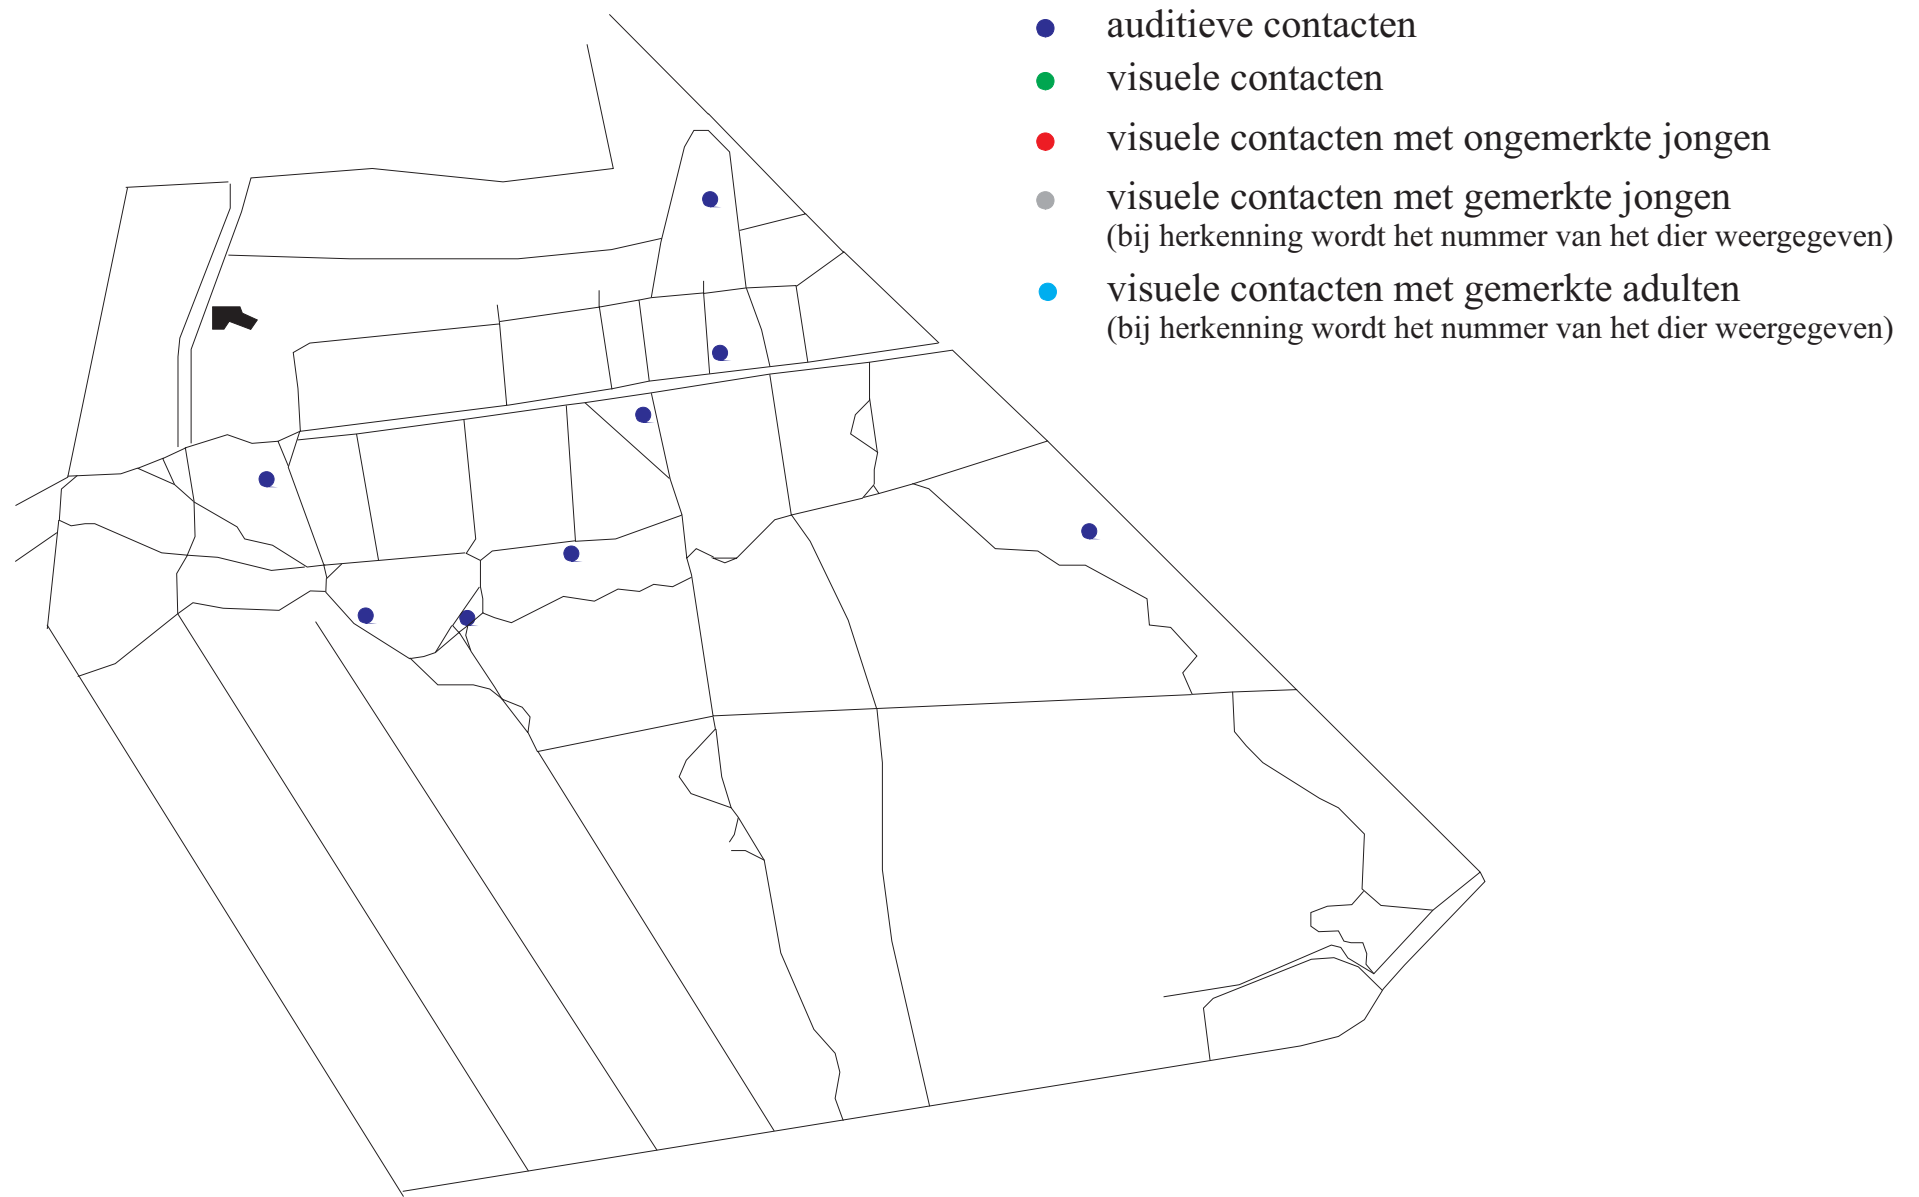 auditieve contacten
visuele contacten
visuele contacten met ongemerkte jongen
visuele contacten met gemerkte jongen
(bij herkenning wordt het nummer van het dier weergegeven)
visuele contacten met gemerkte adulten
(bij herkenning wordt het nummer van het dier weergegeven)